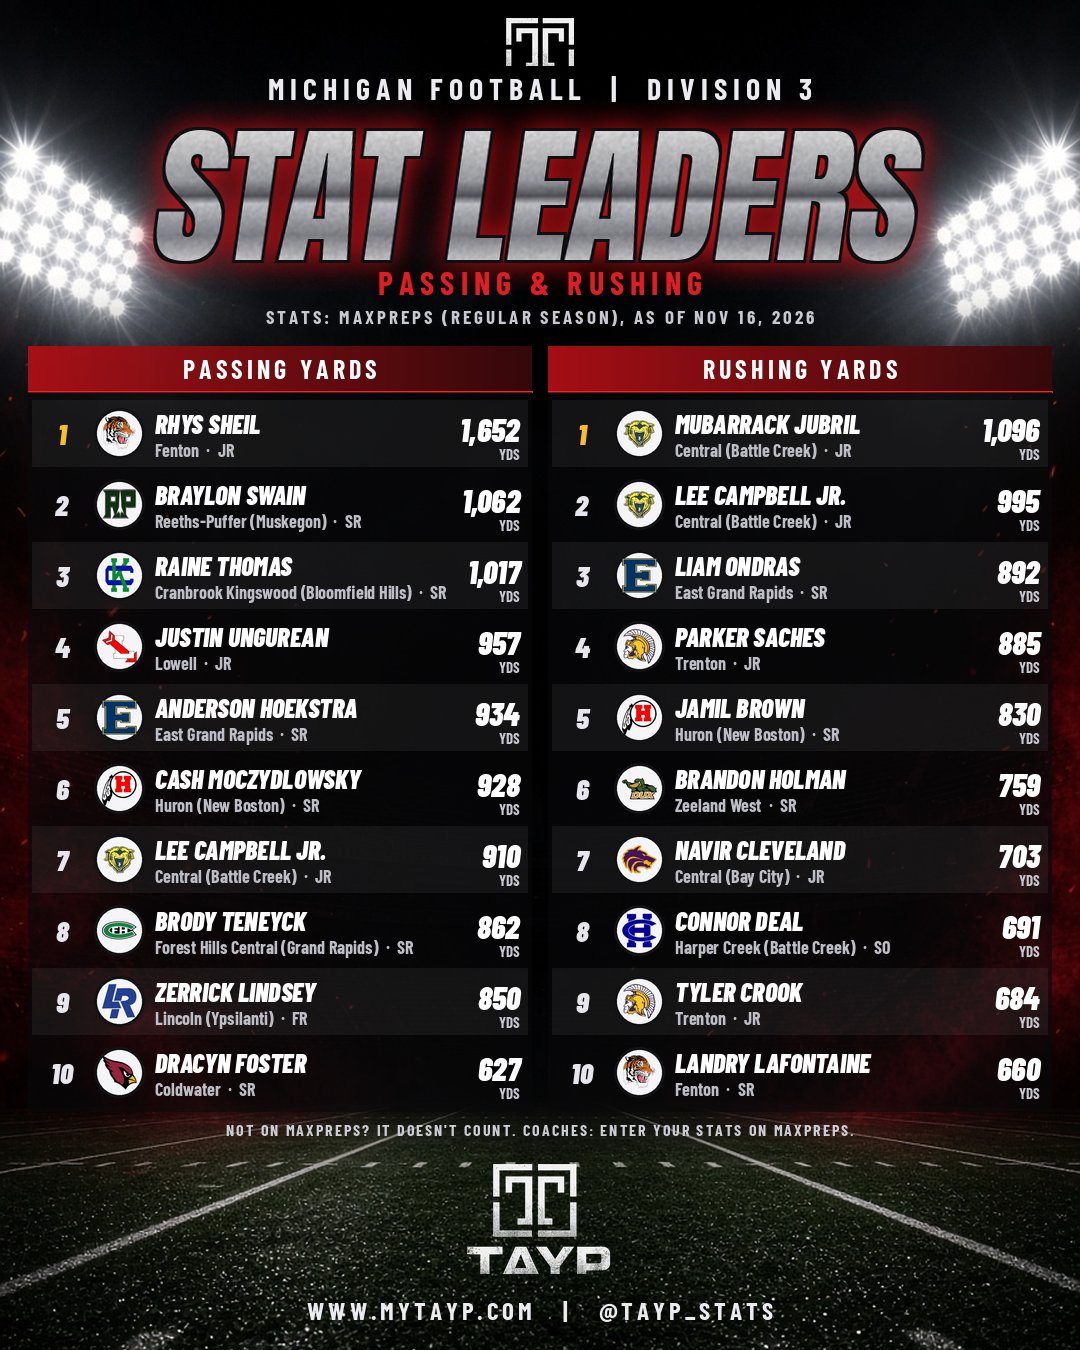 MICHIGAN FOOTBALL | DIVISION 3
STAT LEADERS
PASSING & RUSHING
STATS: MAXPREPS (REGULAR SEASON), AS OF NOV 16, 2026
PASSING YARDS
1 RHYS SHEIL 1,652
Fenton · JR YDS
2 BRAYLON SWAIN 1,062
Reeths-Puffer (Muskegon) · SR YDS
3 RAINE THOMAS 1,017
Cranbrook Kingswood (Bloomfield Hills) · SR YDS
4 JUSTIN UNGUREAN 957
Lowell · JR YDS
5 ANDERSON HOEKSTRA 934
East Grand Rapids · SR YDS
6 CASH MOCZYDLOWSKY 928
Huron (New Boston) · SR YDS
7 LEE CAMPBELL JR. 910
Central (Battle Creek) · JR YDS
8 BRODY TENEYCK 862
Forest Hills Central (Grand Rapids) · SR YDS
9 ZERRICK LINDSEY 850
Lincoln (Ypsilanti) · FR YDS
10 DRACYN FOSTER 627
Coldwater · SR YDS
RUSHING YARDS
1 MUBARRACK JUBRIL 1,096
Central (Battle Creek) · JR YDS
2 LEE CAMPBELL JR. 995
Central (Battle Creek) · JR YDS
3 LIAM ONDRAS 892
East Grand Rapids · SR YDS
4 PARKER SACHES 885
Trenton · JR YDS
5 JAMIL BROWN 830
Huron (New Boston) · SR YDS
6 BRANDON HOLMAN 759
Zeeland West · SR YDS
7 NAVIR CLEVELAND 703
Central (Bay City) · JR YDS
8 CONNOR DEAL 691
Harper Creek (Battle Creek) · SO YDS
9 TYLER CROOK 684
Trenton · JR YDS
10 LANDRY LAFONTAINE 660
Fenton · SR YDS
NOT ON MAXPREPS? IT DOESN'T COUNT. COACHES: ENTER YOUR STATS ON MAXPREPS.
TAYP
WWW.MYTAYP.COM | @TAYP_STATS